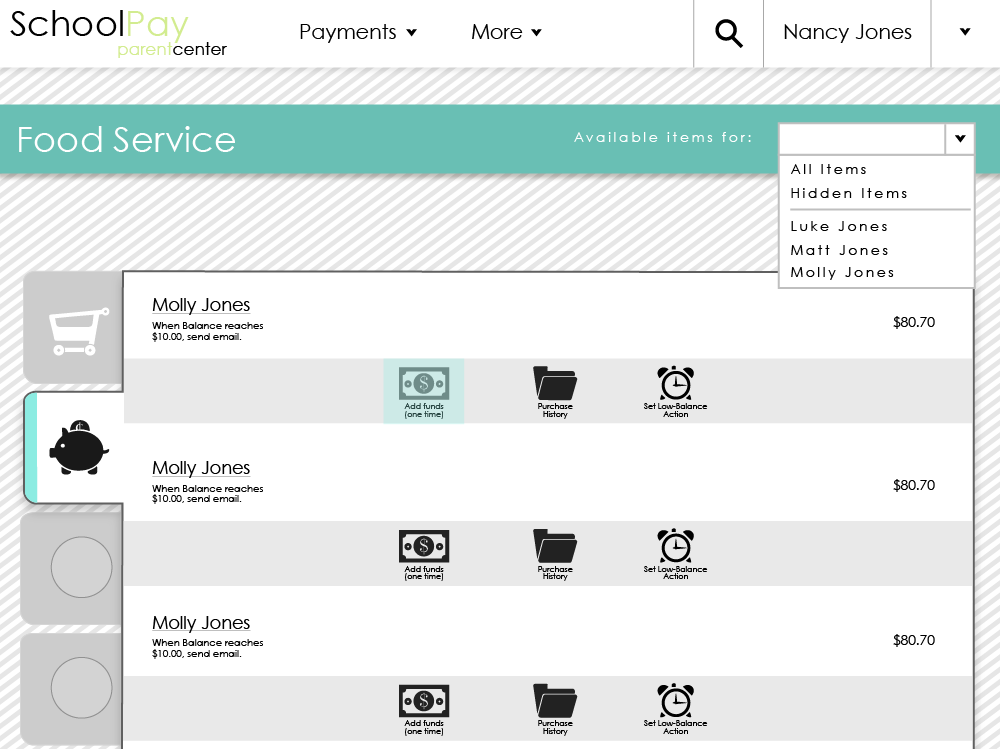 SchoolPay
parentcenter
Payments
More
Nancy Jones
Food Service
Available items for:
All Items
Hidden Items
Luke Jones
Matt Jones
Molly Jones
Molly Jones
When Balance reaches
$10.00, send email.
$80.70
Add funds
(one time)
Purchase
History
Set Low-Balance
Action
Molly Jones
When Balance reaches
$10.00, send email.
$80.70
Add funds
(one time)
Purchase
History
Set Low-Balance
Action
Molly Jones
When Balance reaches
$10.00, send email.
$80.70
Add funds
(one time)
Purchase
History
Set Low-Balance
Action